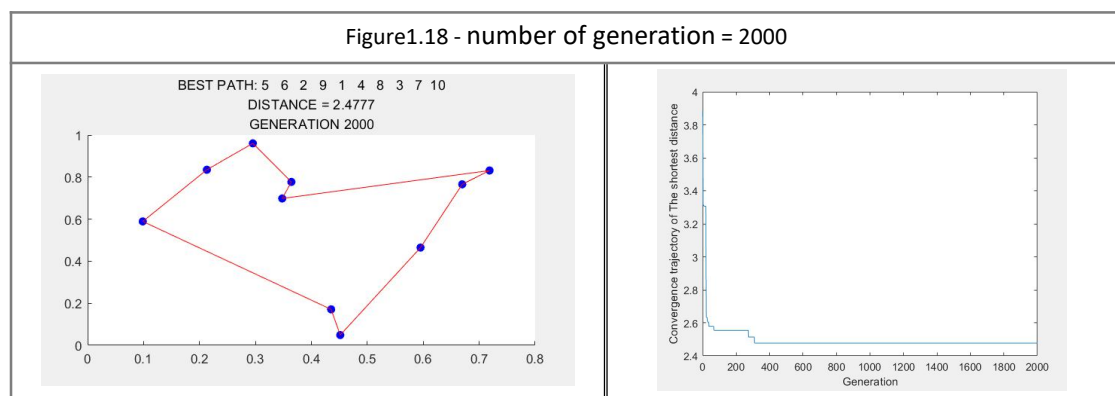 Figure1.18 - number of generation = 2000
BEST PATH: 5 6 2 9 1 4 8 3 7 10
DISTANCE = 2.4777
GENERATION 2000
1
0.8
0.6
0.4
0.2
0
0 0.1 0.2 0.3 0.4 0.5 0.6 0.7 0.8
Convergence trajectory of The shortest distance
4
3.8
3.6
3.4
3.2
3
2.8
2.6
2.4
0 200 400 600 800 1000 1200 1400 1600 1800 2000
Generation